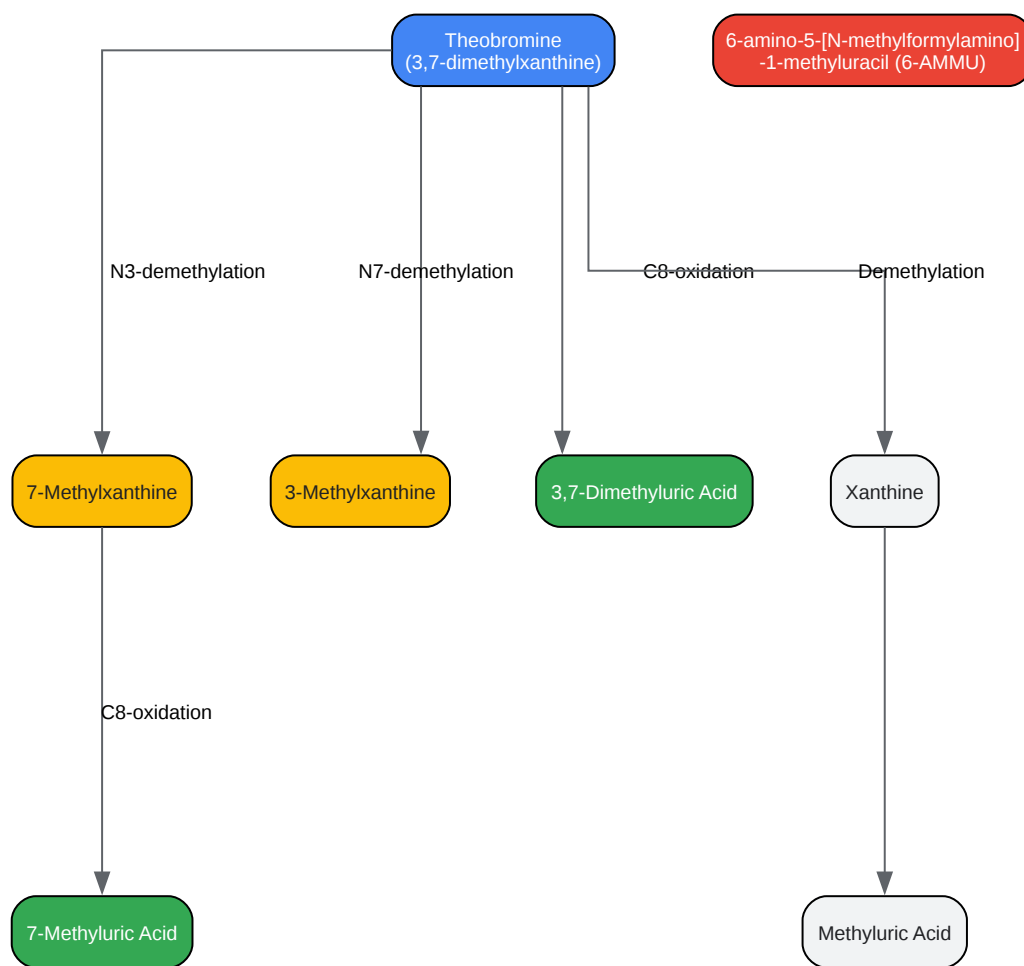 Theobromine
(3,7-dimethylxanthine)
6-amino-5-[N-methylformylamino]
-1-methyluracil (6-AMMU)
N3-demethylation
N7-demethylation
C8-oxidation
Demethylation
7-Methylxanthine
3-Methylxanthine
3,7-Dimethyluric Acid
Xanthine
C8-oxidation
7-Methyluric Acid
Methyluric Acid